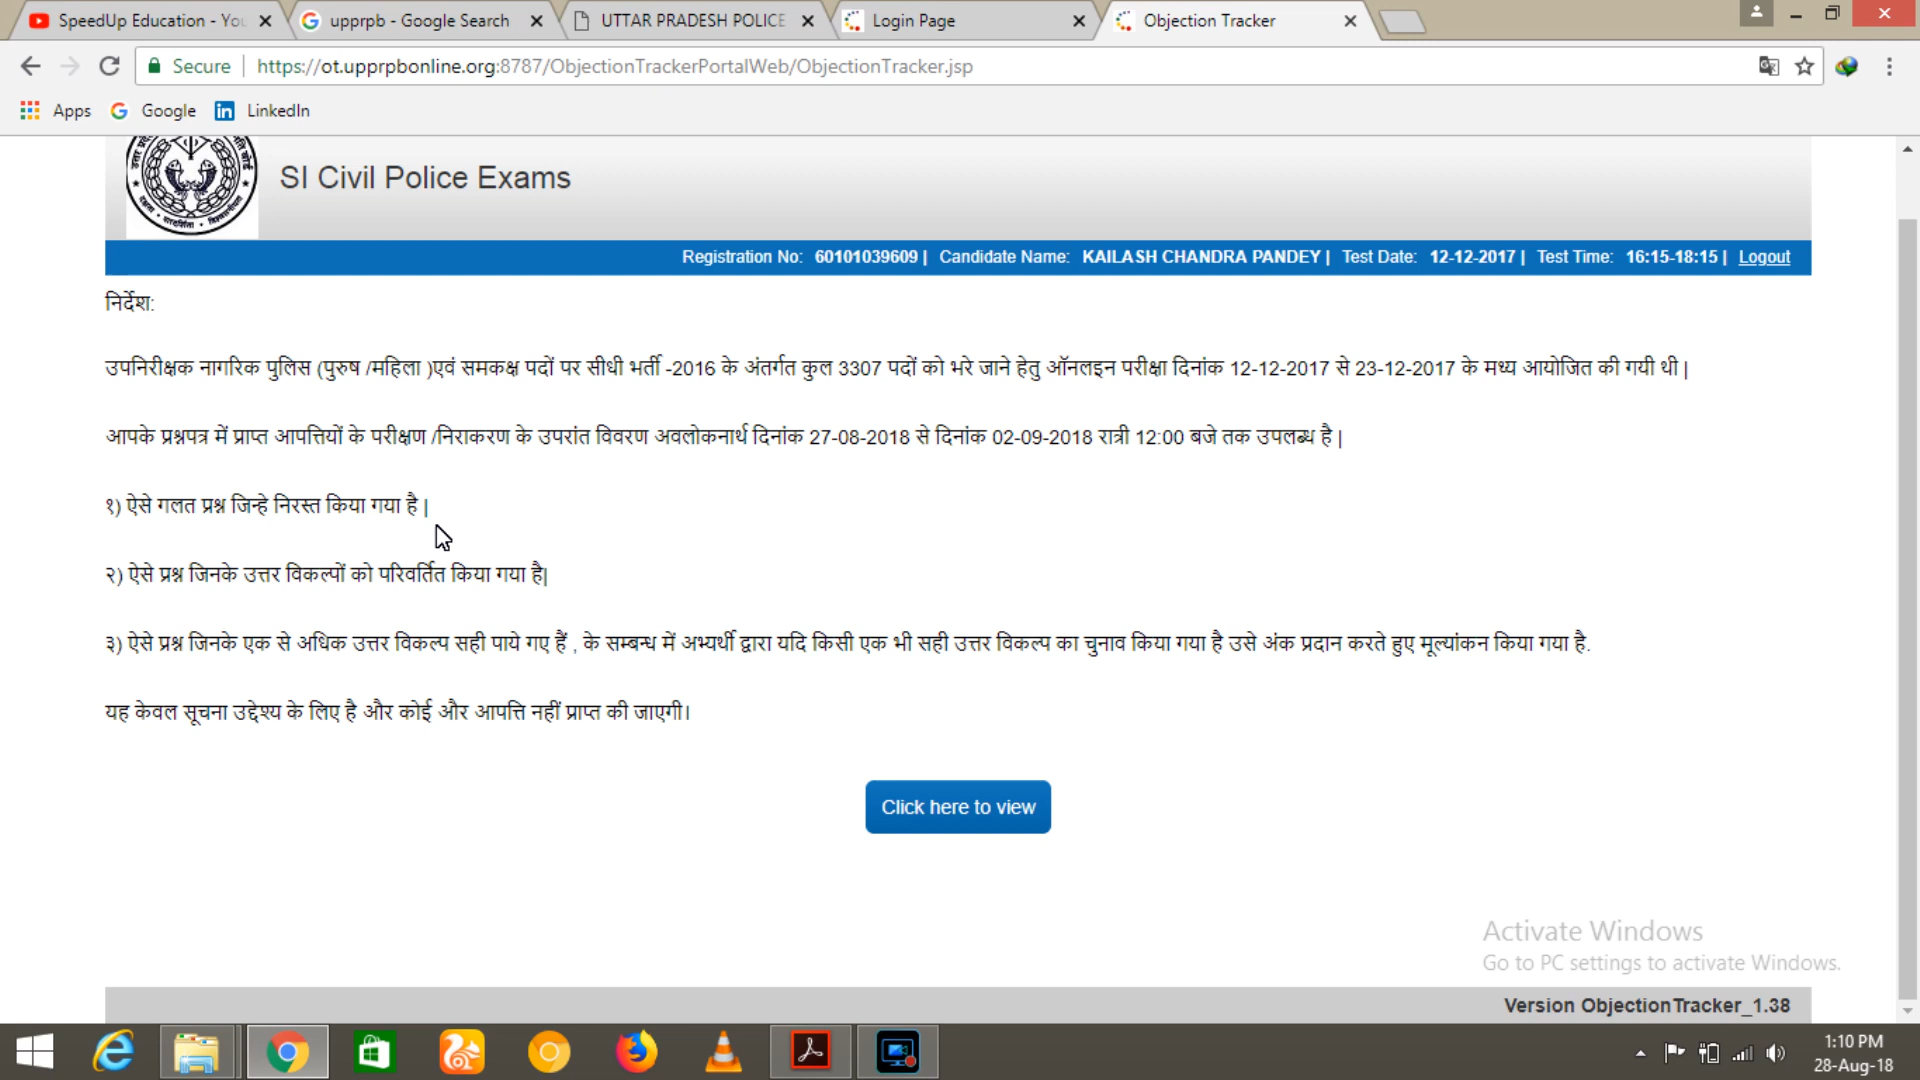 SpeedUp Education - You
upprpb - Google Search
UTTAR PRADESH POLICE
Login Page
Objection Tracker
Secure
https://ot.upprpbonline.org:8787/ObjectionTrackerPortalWeb/ObjectionTracker.jsp
Apps
Google
LinkedIn
SI Civil Police Exams
Registration No: 60101039609 | Candidate Name: KAILASH CHANDRA PANDEY | Test Date: 12-12-2017 | Test Time: 16:15-18:15 | Logout
निर्देश:
उपनिरीक्षक नागरिक पुलिस (पुरुष /महिला )एवं समकक्ष पदों पर सीधी भर्ती -2016 के अंतर्गत कुल 3307 पदों को भरे जाने हेतु ऑनलाइन परीक्षा दिनांक 12-12-2017 से 23-12-2017 के मध्य आयोजित की गयी थी |
आपके प्रश्नपत्र में प्राप्त आपत्तियों के परीक्षण /निराकरण के उपरांत विवरण अवलोकनार्थ दिनांक 27-08-2018 से दिनांक 02-09-2018 रात्री 12:00 बजे तक उपलब्ध है |
१) ऐसे गलत प्रश्न जिन्हे निरस्त किया गया है |
२) ऐसे प्रश्न जिनके उत्तर विकल्पों को परिवर्तित किया गया है|
३) ऐसे प्रश्न जिनके एक से अधिक उत्तर विकल्प सही पाये गए हैं , के सम्बन्ध में अभ्यर्थी द्वारा यदि किसी एक भी सही उत्तर विकल्प का चुनाव किया गया है उसे अंक प्रदान करते हुए मूल्यांकन किया गया है.
यह केवल सूचना उद्देश्य के लिए है और कोई और आपत्ति नहीं प्राप्त की जाएगी।
Click here to view
Activate Windows
Go to PC settings to activate Windows.
Version ObjectionTracker_1.38
1:10 PM
28-Aug-18